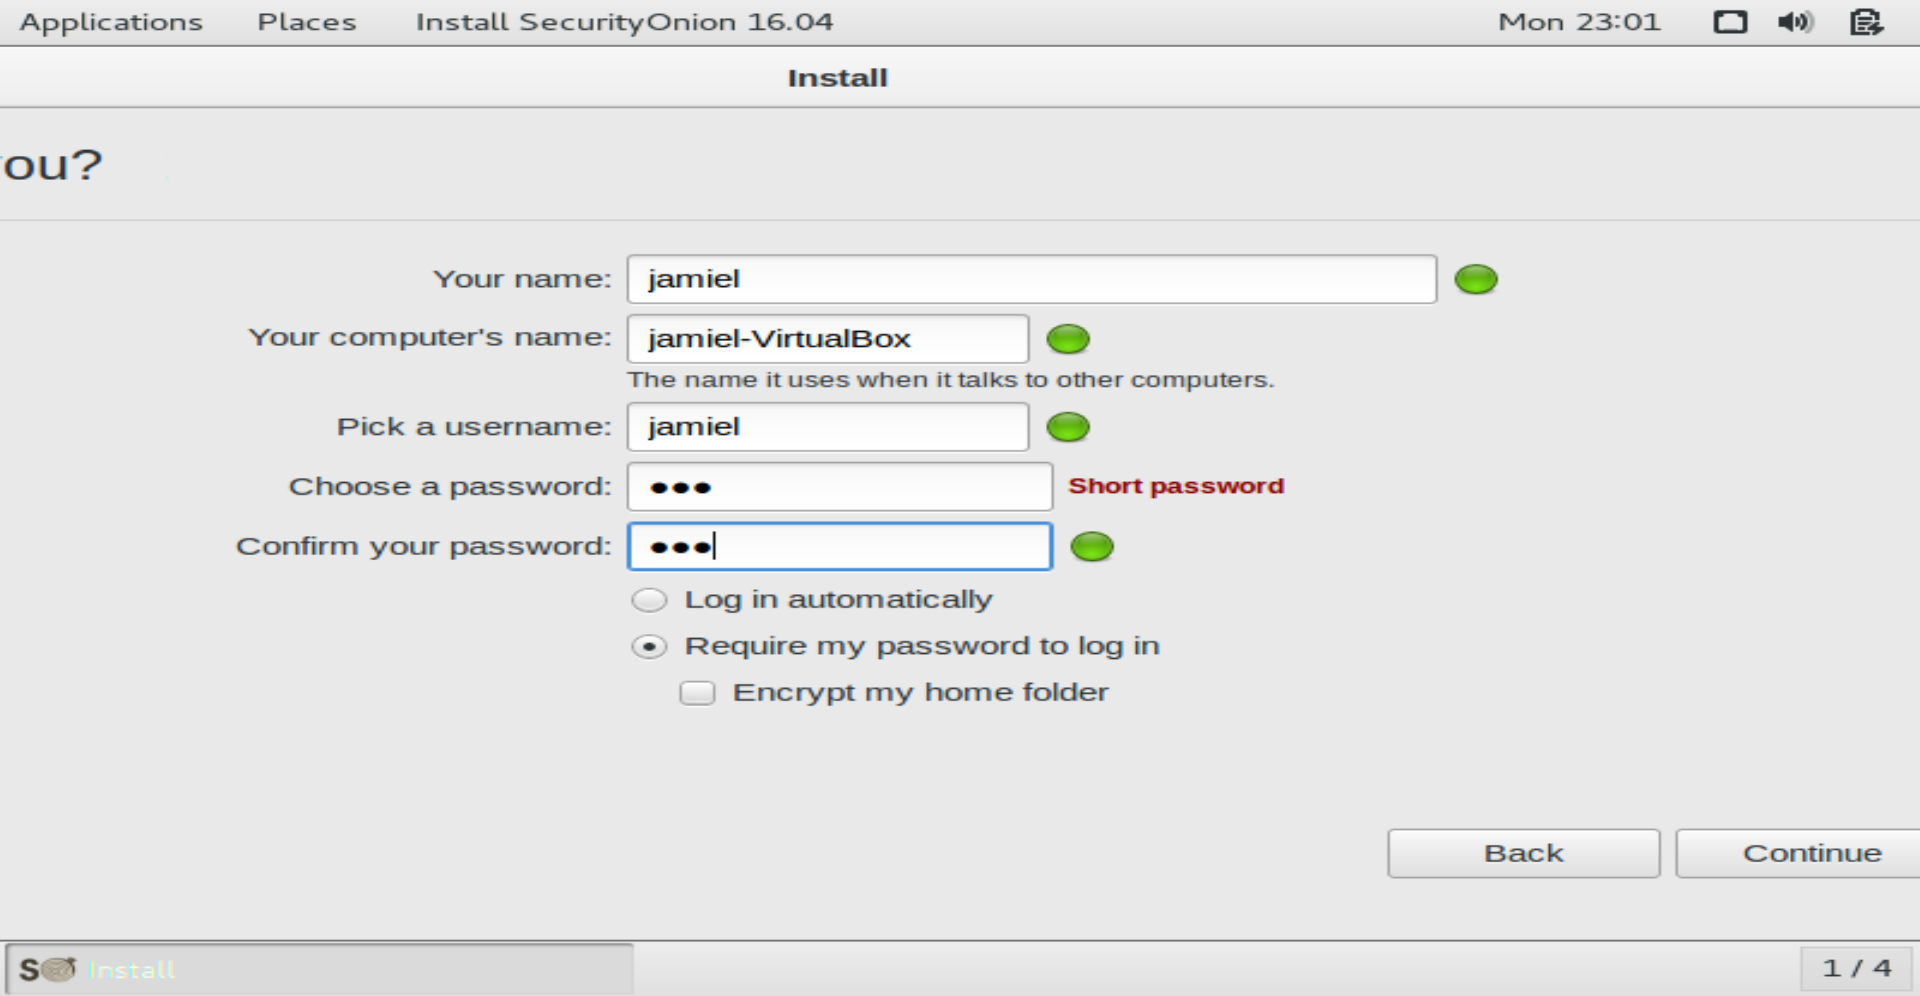 Applications Places Install SecurityOnion 16.04 Mon 23:01
Install
ou?
Your name: jamiel
Your computer's name: jamiel-VirtualBox
The name it uses when it talks to other computers.
Pick a username: jamiel
Choose a password: ●●● Short password
Confirm your password: ●●●
Log in automatically
Require my password to log in
Encrypt my home folder
Back Continue
SO Install 1 / 4